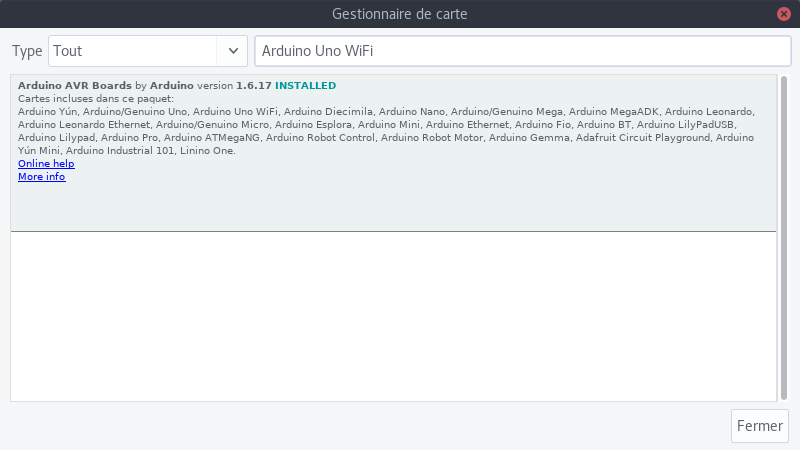 Gestionnaire de carte
Type Tout Arduino Uno WiFi
Arduino AVR Boards by Arduino version 1.6.17 INSTALLED
Cartes incluses dans ce paquet:
Arduino Yún, Arduino/Genuino Uno, Arduino Uno WiFi, Arduino Diecimila, Arduino Nano, Arduino/Genuino Mega, Arduino MegaADK, Arduino Leonardo,
Arduino Leonardo Ethernet, Arduino/Genuino Micro, Arduino Esplora, Arduino Mini, Arduino Ethernet, Arduino Fio, Arduino BT, Arduino LilyPadUSB,
Arduino Lilypad, Arduino Pro, Arduino ATMegaNG, Arduino Robot Control, Arduino Robot Motor, Arduino Gemma, Adafruit Circuit Playground, Arduino
Yún Mini, Arduino Industrial 101, Linino One.
Online help
More info
Fermer